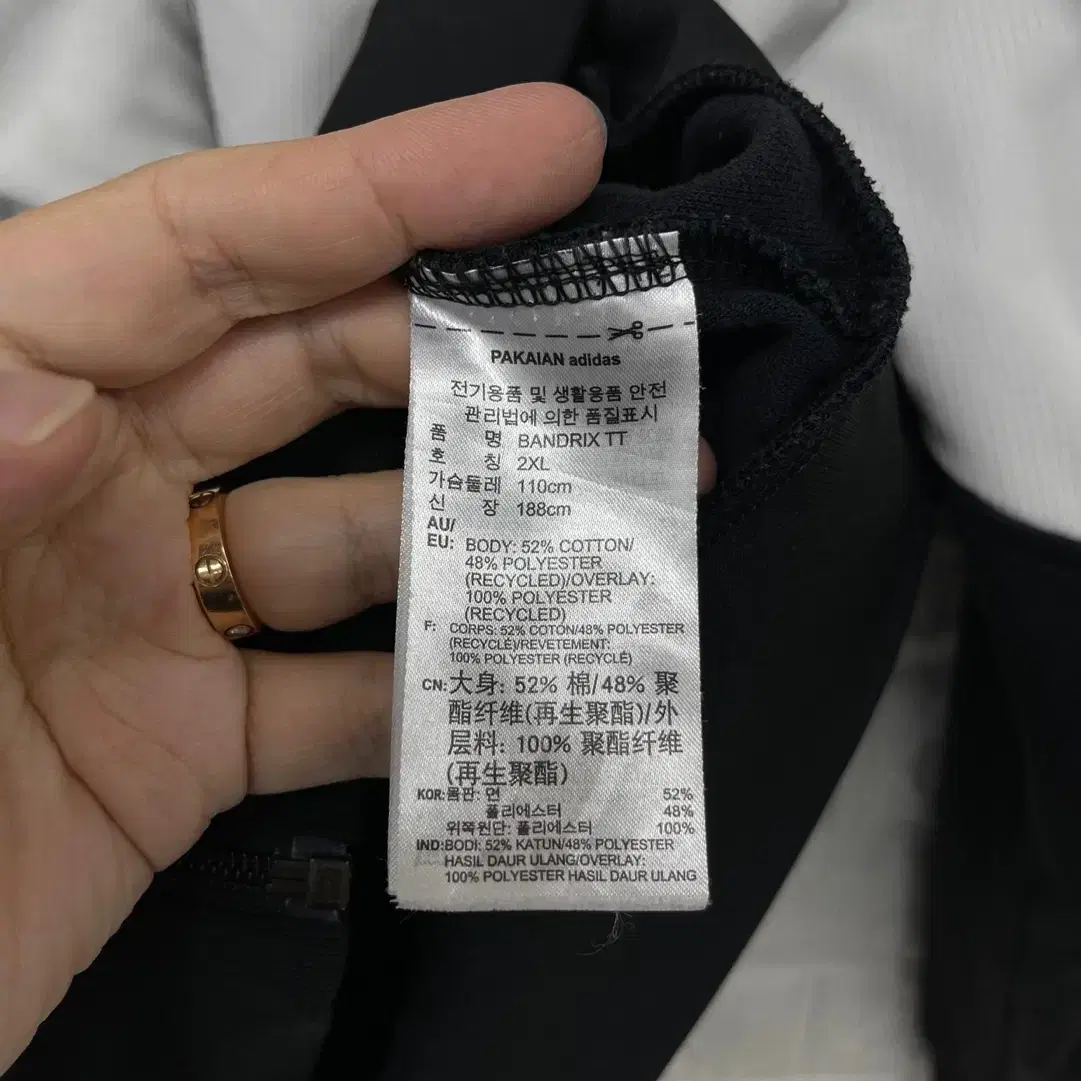 PAKAIAN adidas
전기용품 및 생활용품 안전
관리법에 의한 품질표시
품 명 BANDRIX TT
호 칭 2XL
가슴둘레 110cm
신 장 188cm
AU/
EU: BODY: 52% COTTON/
48% POLYESTER
(RECYCLED)/OVERLAY:
100% POLYESTER
(RECYCLED)
F: CORPS: 52% COTON/48% POLYESTER
(RECYCLÉ)/REVETEMENT:
100% POLYESTER (RECYCLÉ)
CN: 大身: 52% 棉/48% 聚
酯纤维(再生聚酯)/外
层料: 100% 聚酯纤维
(再生聚酯)
KOR: 몸판: 면 52%
폴리에스터 48%
위쪽원단: 폴리에스터 100%
IND: BODI: 52% KATUN/48% POLYESTER
HASIL DAUR ULANG/OVERLAY:
100% POLYESTER HASIL DAUR ULANG